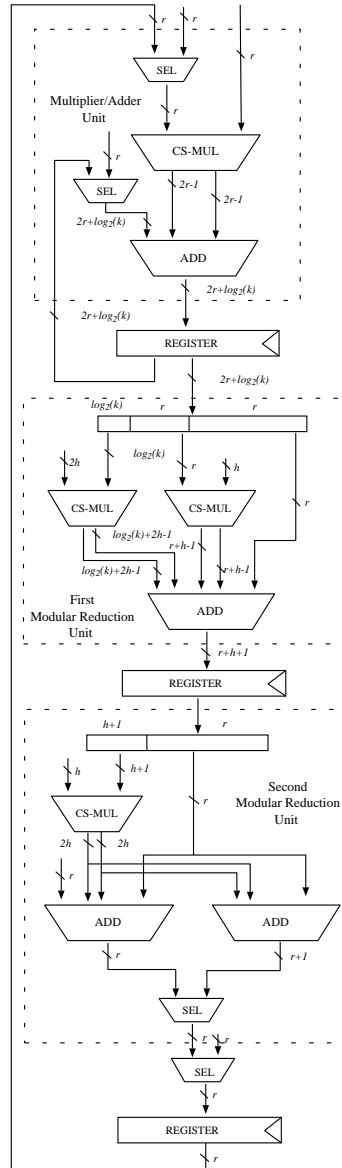 r r r
SEL
Multiplier/Adder
Unit
r
r
CS-MUL
SEL
2r-1 2r-1
2r+log2(k)
ADD
2r+log2(k)
2r+log2(k)
REGISTER
2r+log2(k)
log2(k) r r
2h log2(k) r h
r
CS-MUL CS-MUL
log2(k)+2h-1
log2(k)+2h-1 r+h-1 r+h-1
First
Modular Reduction
Unit
ADD
r+h+1
REGISTER
r
h+1 r
h h+1
r
Second
Modular Reduction
Unit
CS-MUL
2h 2h
r
ADD ADD
r r+1
SEL
r r
SEL
r
REGISTER
r